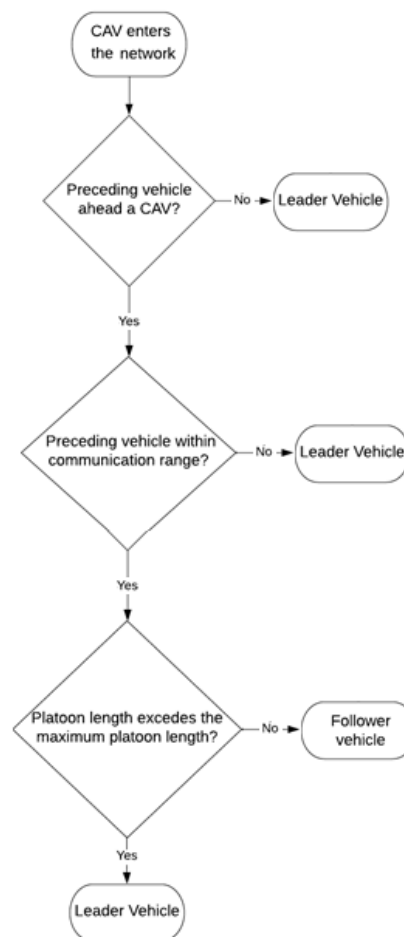 CAV enters
the network
Preceding vehicle
ahead a CAV?
No
Leader Vehicle
Yes
Preceding vehicle within
communication range?
No
Leader Vehicle
Yes
Platoon length excedes the
maximum platoon length?
No
Follower
vehicle
Yes
Leader Vehicle